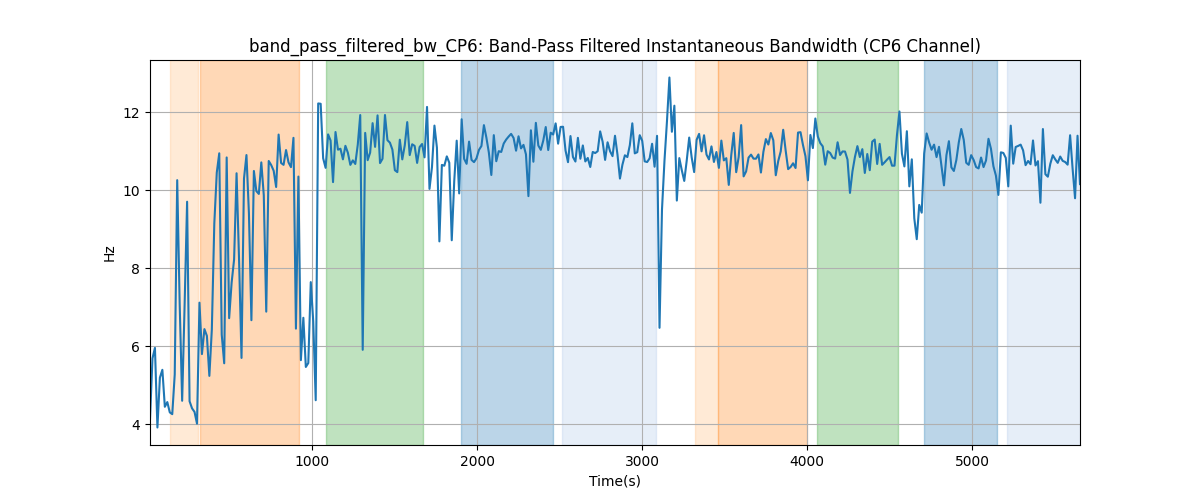 band_pass_filtered_bw_CP6: Band-Pass Filtered Instantaneous Bandwidth (CP6 Channel)
12
10
8
6
4
Hz
1000 2000 3000 4000 5000
Time(s)